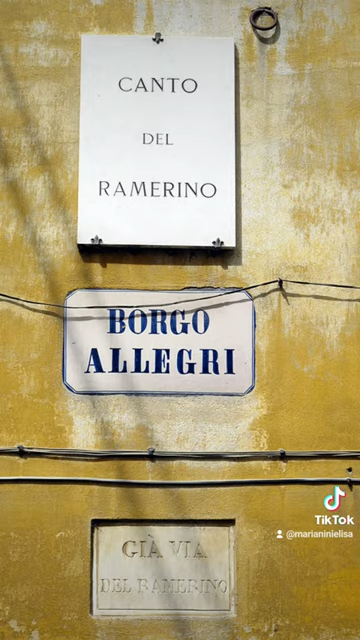 CANTO
DEL
RAMERINO
BORGO
ALLEGRI
TikTok
@marianinielisa
GIÀ VIA
DEL RAMERINO